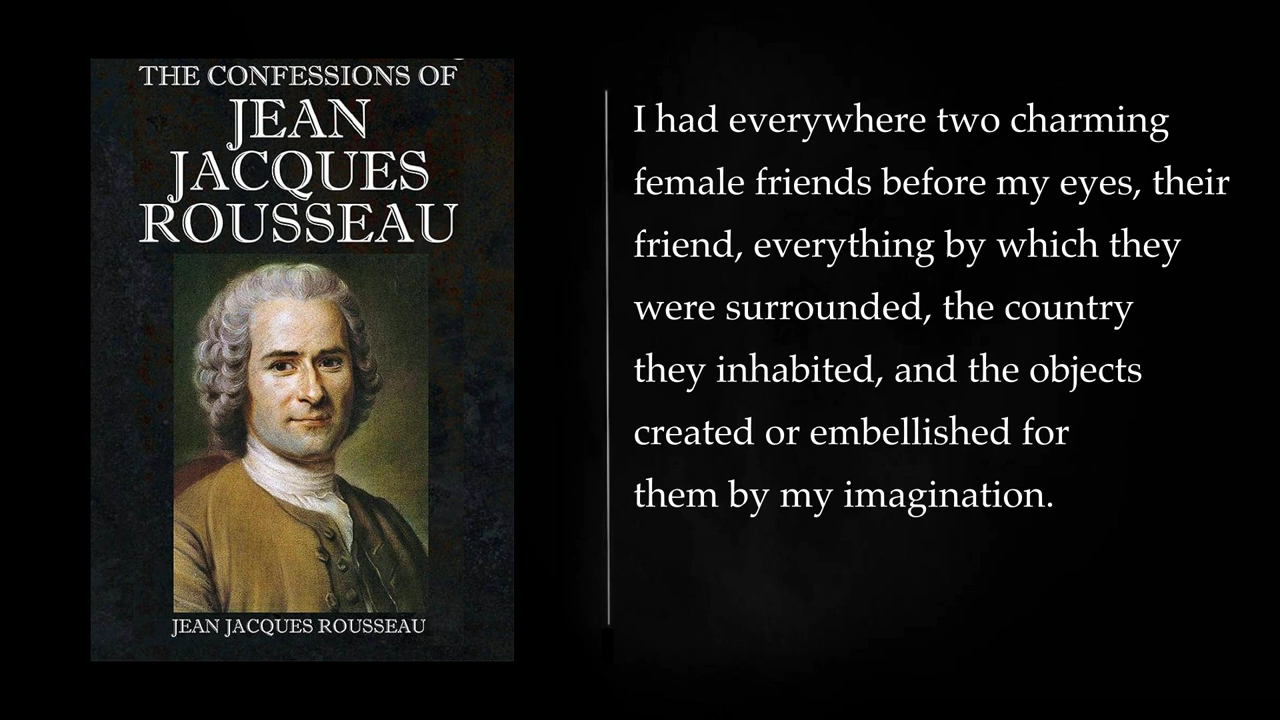 THE CONFESSIONS OF
JEAN
JACQUES
ROUSSEAU
JEAN JACQUES ROUSSEAU
I had everywhere two charming
female friends before my eyes, their
friend, everything by which they
were surrounded, the country
they inhabited, and the objects
created or embellished for
them by my imagination.